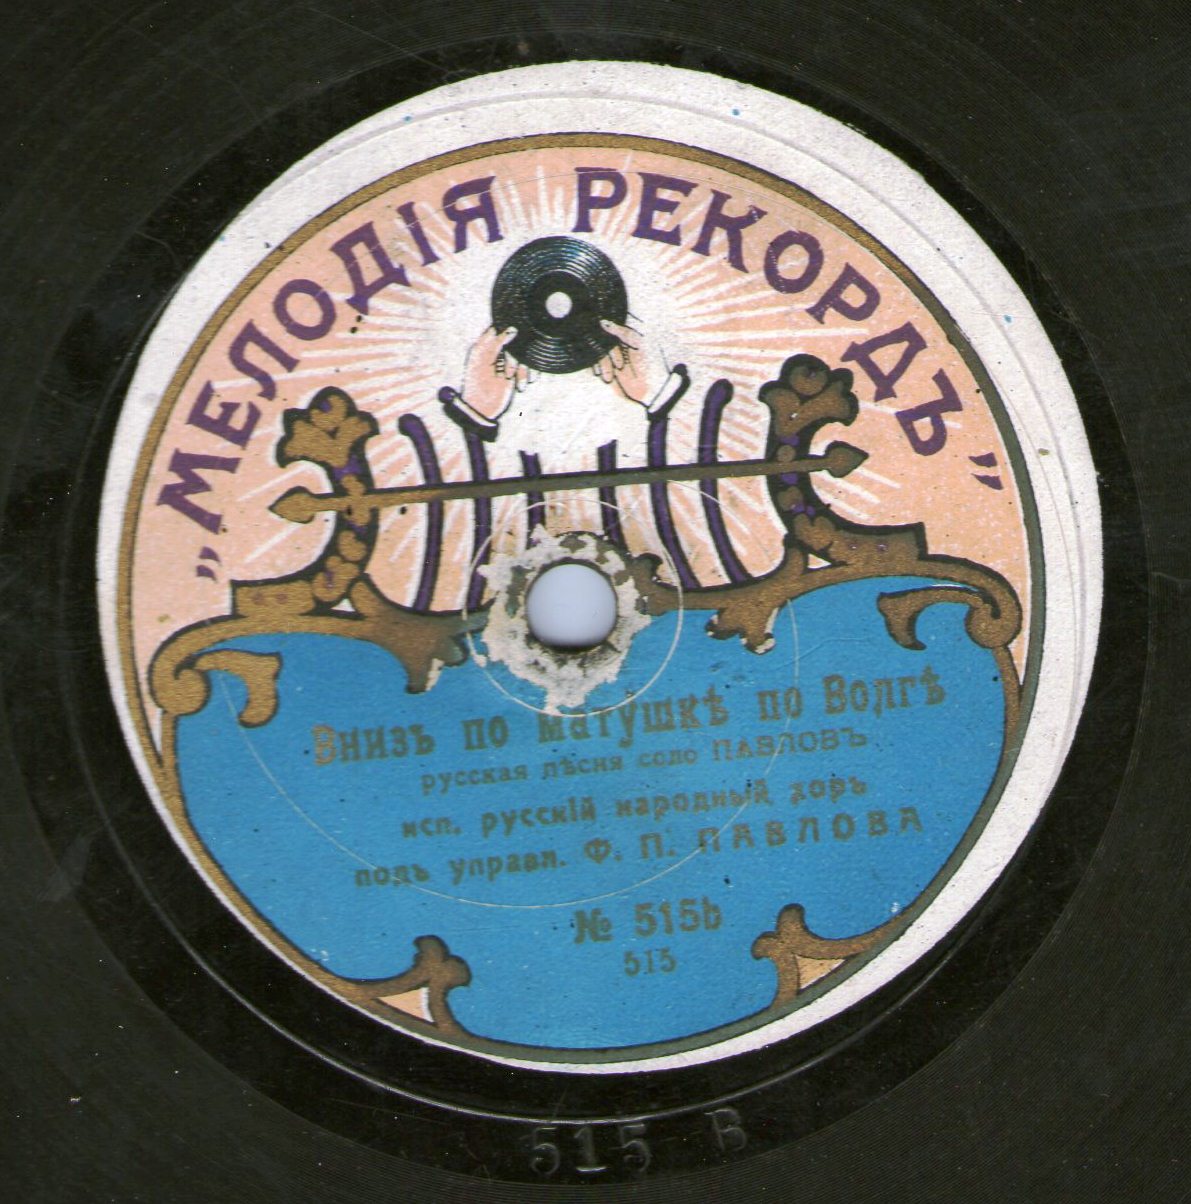 „МЕЛОДІЯ РЕКОРДЪ"
Внизъ по матушкѣ по Волгѣ
русская пѣсня соло ПАВЛОВЪ
исп. русскій народный хоръ
подъ управл. Ф. П. ПАВЛОВА
№ 515b
515
515 B